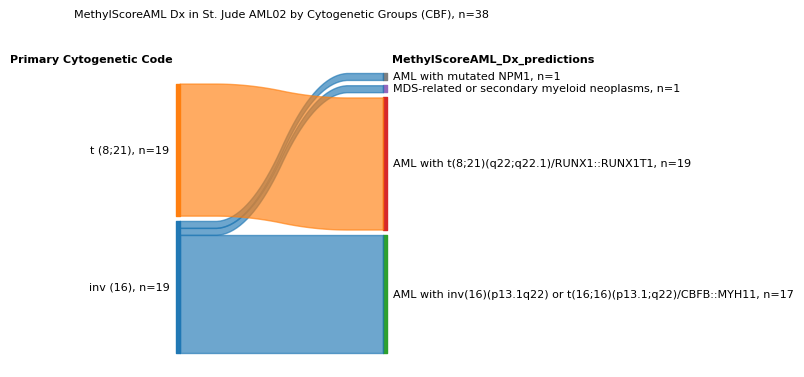 MethylScoreAML Dx in St. Jude AML02 by Cytogenetic Groups (CBF), n=38
Primary Cytogenetic Code
MethylScoreAML_Dx_predictions
AML with mutated NPM1, n=1
MDS-related or secondary myeloid neoplasms, n=1
t (8;21), n=19
AML with t(8;21)(q22;q22.1)/RUNX1::RUNX1T1, n=19
inv (16), n=19
AML with inv(16)(p13.1q22) or t(16;16)(p13.1;q22)/CBFB::MYH11, n=17